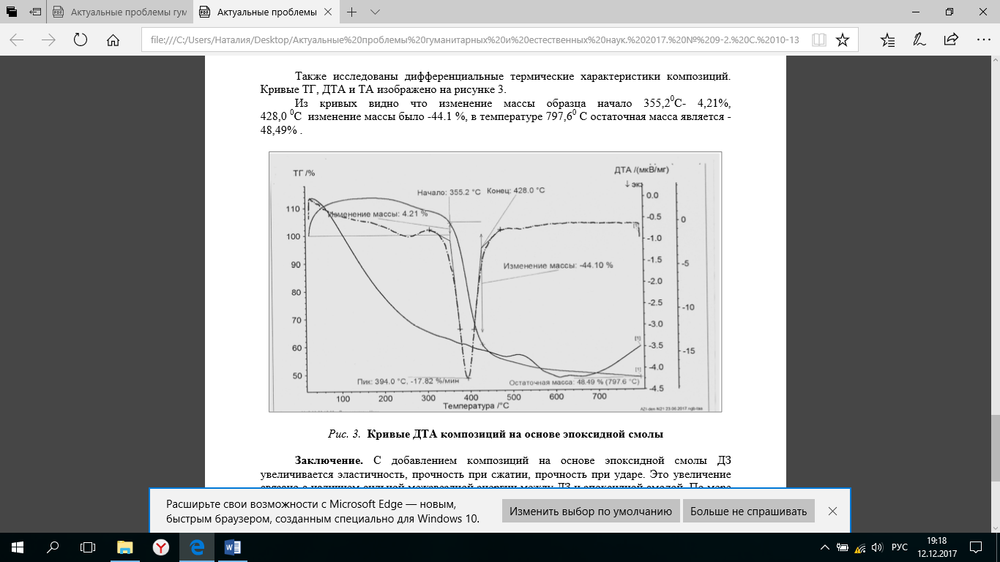 Актуальные проблемы гум
Актуальные проблемы
file:///C:/Users/Наталия/Desktop/Актуальные%20проблемы%20гуманитарных%20и%20естественных%20наук.%202017.%20№%209-2.%20С.%2010-13
Также исследованы дифференциальные термические характеристики композиций.
Кривые ТГ, ДТА и ТА изображено на рисунке 3.
Из кривых видно что изменение массы образца начало 355,2⁰С- 4,21%,
428,0 ⁰С изменение массы было -44.1 %, в температуре 797,6⁰ С остаточная масса является -
48,49% .
ТГ /%
ДТА /(мкВ/мг)
↓ экз
Начало: 355.2 °C
Конец: 428.0 °C
Изменение массы: 4.21 %
Изменение массы: -44.10 %
110
100
90
80
70
60
50
0.0
-0.5
-1.0
-1.5
-2.0
-2.5
-3.0
-3.5
-4.0
-4.5
0
-5
-10
-15
[1]
[1]
[1]
Пик: 394.0 °C, -17.82 %/мин
Остаточная масса: 48.49 % (797.6 °C)
100 200 300 400 500 600 700
Температура /°C
Рис. 3. Кривые ДТА композиций на основе эпоксидной смолы
Заключение. С добавлением композиций на основе эпоксидной смолы ДЗ
увеличивается эластичность, прочность при сжатии, прочность при ударе. Это увеличение
Расширьте свои возможности с Microsoft Edge — новым,
быстрым браузером, созданным специально для Windows 10.
Изменить выбор по умолчанию
Больше не спрашивать
РУС
19:18
12.12.2017